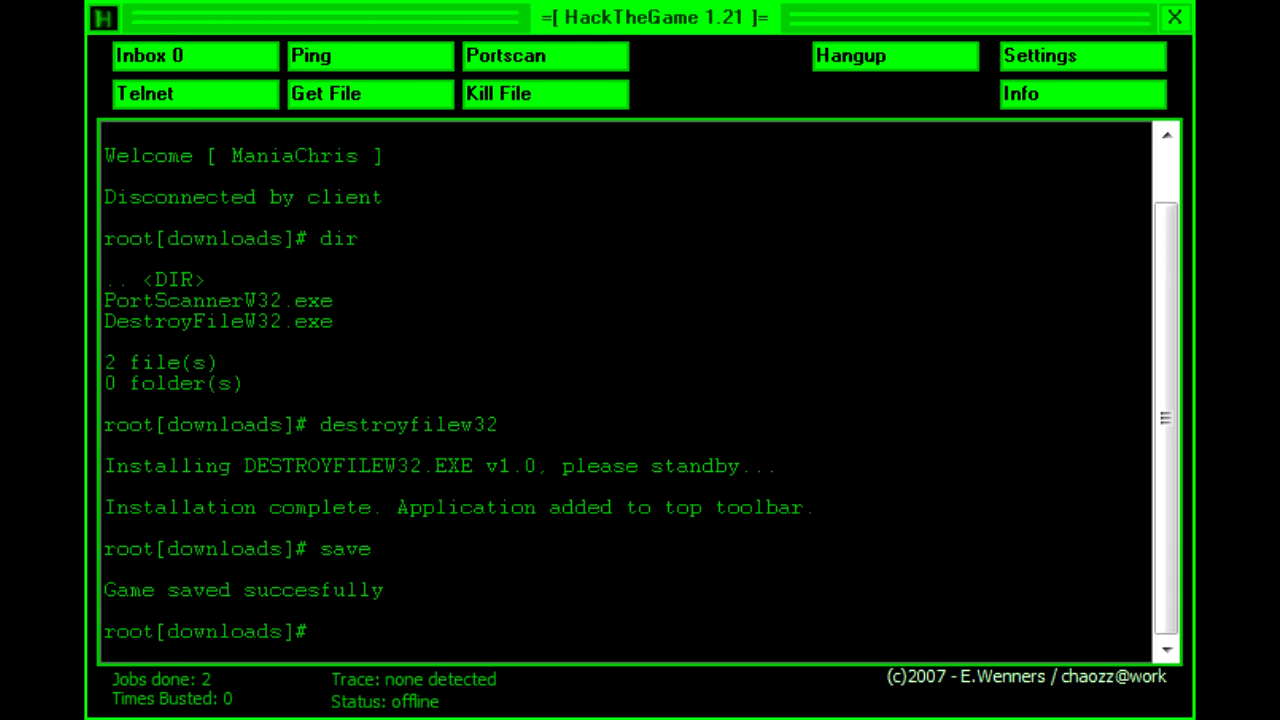 H
=[ HackTheGame 1.21 ]=
X
Inbox 0
Ping
Portscan
Hangup
Settings
Telnet
Get File
Kill File
Info
Welcome [ ManiaChris ]
Disconnected by client
root[downloads]# dir
.. <DIR>
PortScannerW32.exe
DestroyFileW32.exe
2 file(s)
0 folder(s)
root[downloads]# destroyfilew32
Installing DESTROYFILEW32.EXE v1.0, please standby...
Installation complete. Application added to top toolbar.
root[downloads]# save
Game saved succesfully
root[downloads]#
Jobs done: 2
Times Busted: 0
Trace: none detected
Status: offline
(c)2007 - E.Wenners / chaozz@work